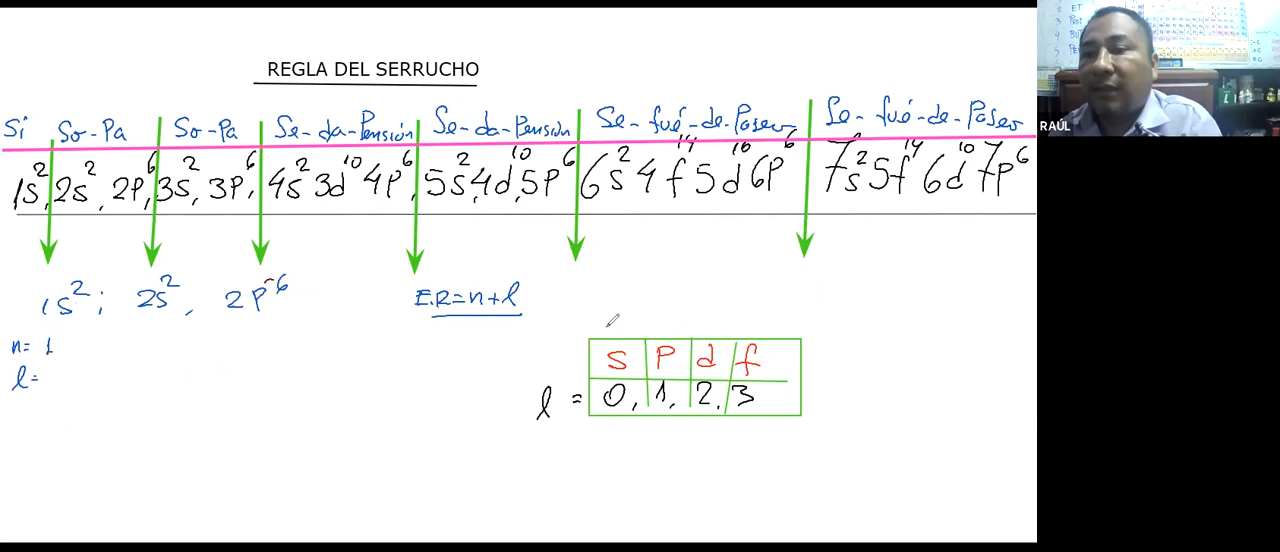 REGLA DEL SERRUCHO
Si So-Pa So-Pa Se-da-Pensión Se-da-Pensión Se-fué-de-Paseo, Se-fué-de-Paseo
1s², 2s², 2p⁶, 3s², 3p⁶, 4s² 3d¹⁰ 4p⁶, 5s², 4d¹⁰, 5p⁶ 6s² 4f¹⁴ 5d¹⁰ 6p⁶ 7s² 5f¹⁴ 6d¹⁰ 7p⁶
1s²; 2s², 2p⁻⁶ E.R=n+l
n= 1
l=
s p d f
l = 0, 1, 2, 3
RAÚL